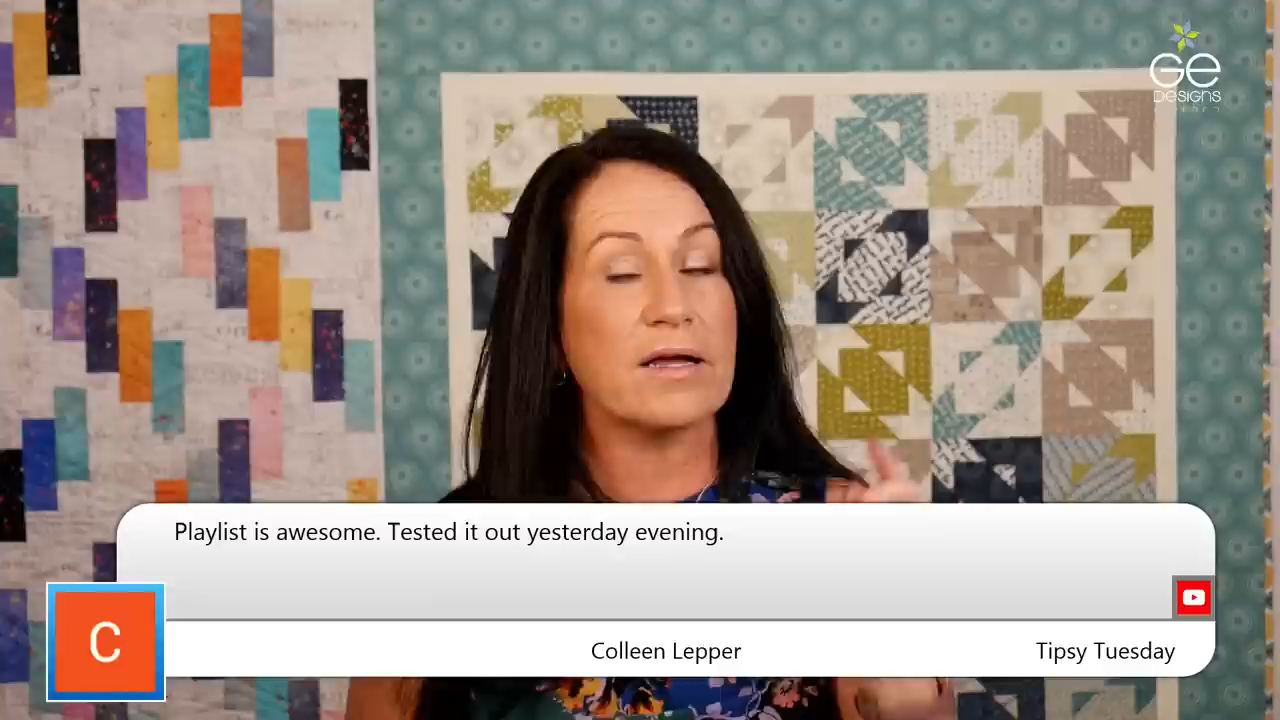 GE
DESIGNS
Playlist is awesome. Tested it out yesterday evening.
C
Colleen Lepper
Tipsy Tuesday